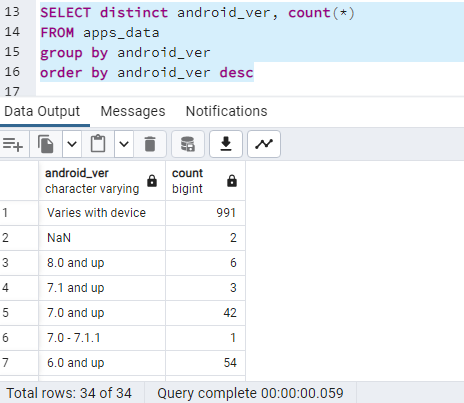 13 SELECT distinct android_ver, count(*)
14 FROM apps_data
15 group by android_ver
16 order by android_ver desc
17
Data Output Messages Notifications
android_ver count
character varying bigint
1 Varies with device 991
2 NaN 2
3 8.0 and up 6
4 7.1 and up 3
5 7.0 and up 42
6 7.0 - 7.1.1 1
7 6.0 and up 54
Total rows: 34 of 34 Query complete 00:00:00.059